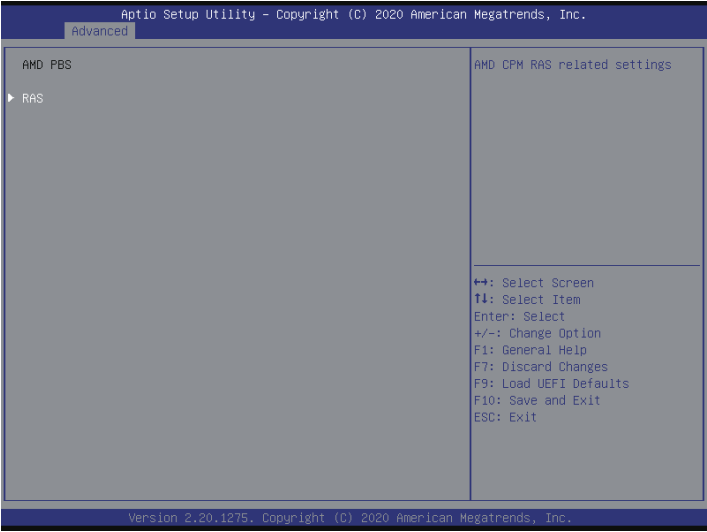 Aptio Setup Utility – Copyright (C) 2020 American Megatrends, Inc.
Advanced
AMD PBS
RAS
AMD CPM RAS related settings
↔: Select Screen
↑↓: Select Item
Enter: Select
+/-: Change Option
F1: General Help
F7: Discard Changes
F9: Load UEFI Defaults
F10: Save and Exit
ESC: Exit
Version 2.20.1275. Copyright (C) 2020 American Megatrends, Inc.